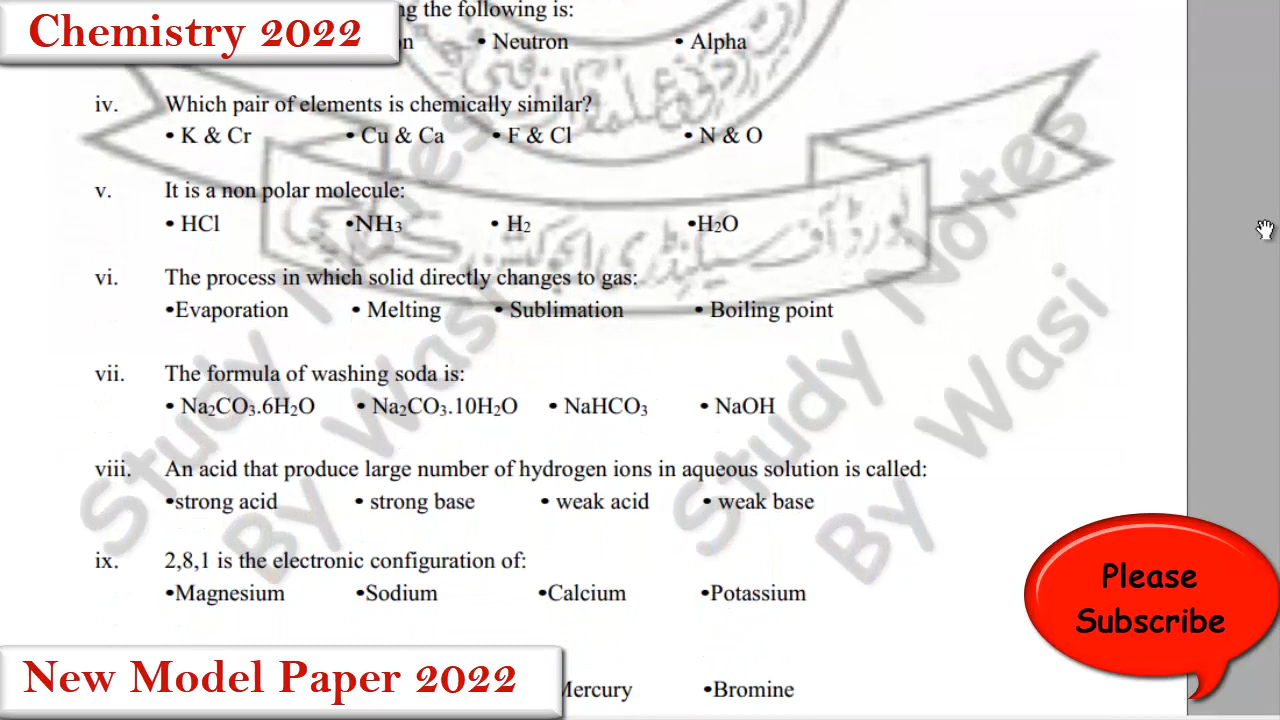 Chemistry 2022
ng the following is:
n • Neutron • Alpha
iv. Which pair of elements is chemically similar?
• K & Cr • Cu & Ca • F & Cl • N & O
v. It is a non polar molecule:
• HCl •NH3 • H2 •H2O
vi. The process in which solid directly changes to gas:
•Evaporation • Melting • Sublimation • Boiling point
vii. The formula of washing soda is:
• Na2CO3.6H2O • Na2CO3.10H2O • NaHCO3 • NaOH
viii. An acid that produce large number of hydrogen ions in aqueous solution is called:
•strong acid • strong base • weak acid • weak base
ix. 2,8,1 is the electronic configuration of:
•Magnesium •Sodium •Calcium •Potassium
Mercury •Bromine
New Model Paper 2022
Please
Subscribe
Study Notes
By Wasi
Study Notes
By Wasi